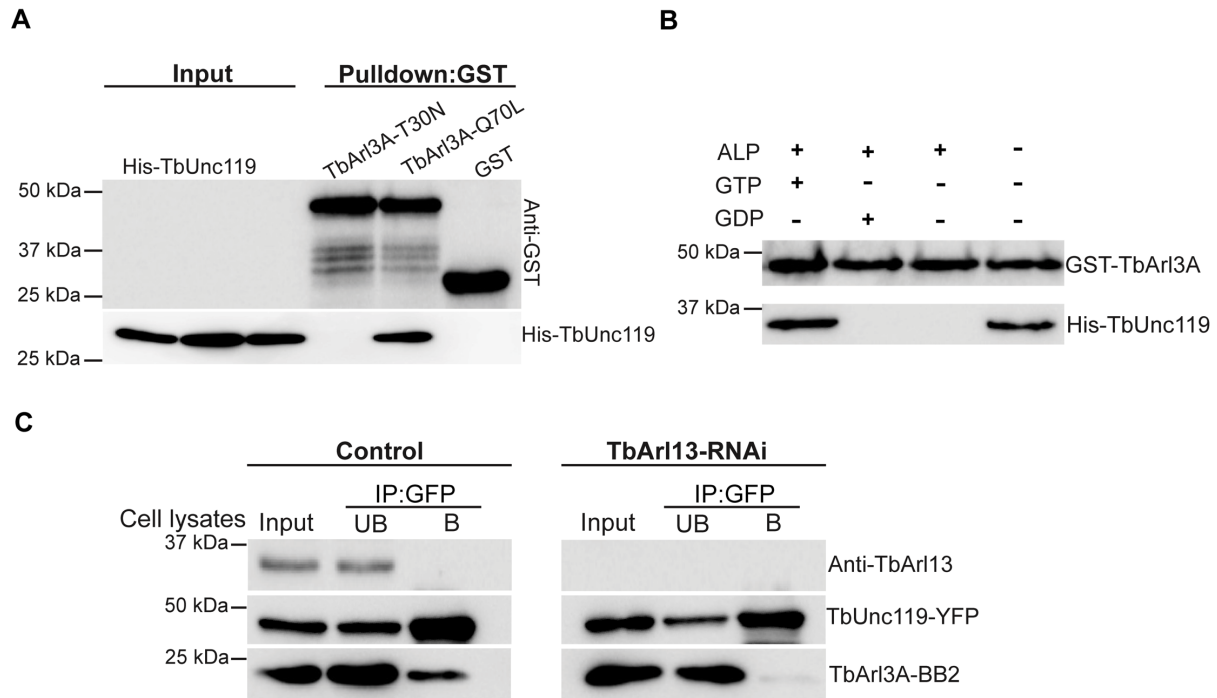 A
Input
Pulldown:GST
His-TbUnc119
TbArl3A-T30N
TbArl3A-Q70L
GST
50 kDa
37 kDa
25 kDa
Anti-GST
25 kDa
His-TbUnc119
B
ALP + + + -
GTP + - - -
GDP - + - -
50 kDa
GST-TbArl3A
37 kDa
His-TbUnc119
C
Control
TbArl13-RNAi
IP:GFP
IP:GFP
Cell lysates Input UB B
Input UB B
37 kDa
Anti-TbArl13
50 kDa
TbUnc119-YFP
25 kDa
TbArl3A-BB2